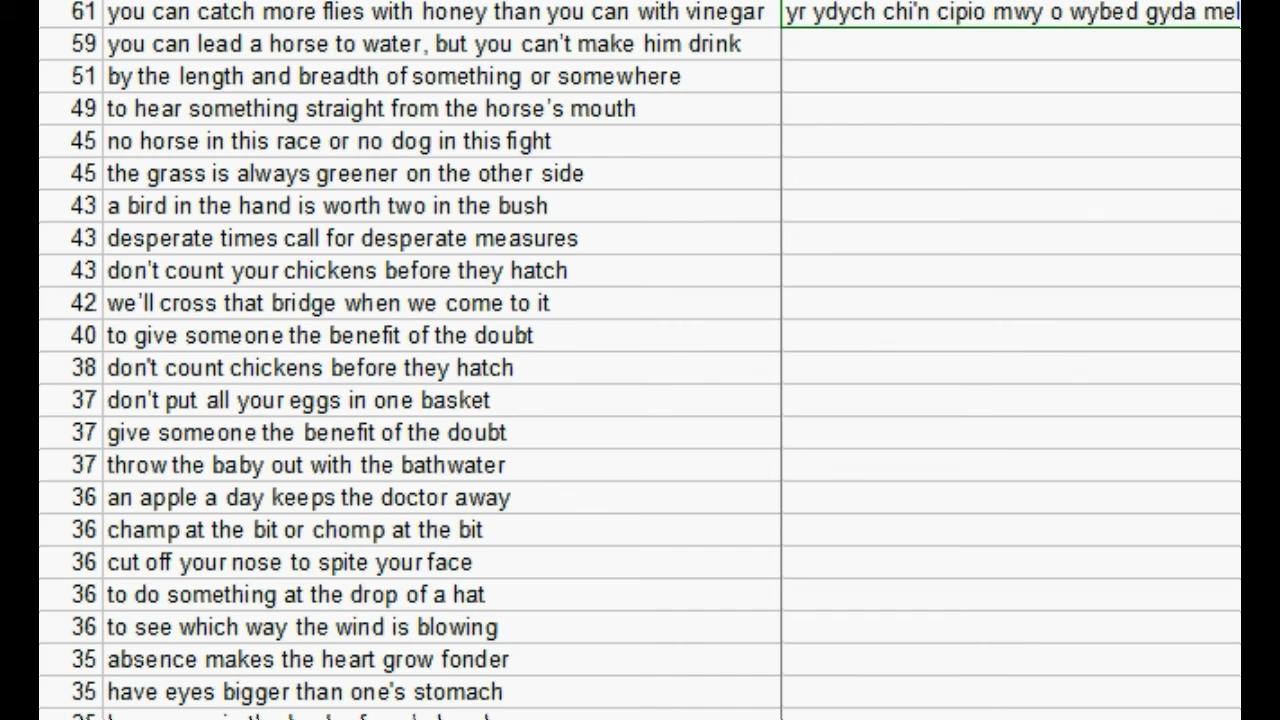 61 you can catch more flies with honey than you can with vinegar yr ydych chi'n cipio mwy o wybed gyda mel
59 you can lead a horse to water, but you can't make him drink
51 by the length and breadth of something or somewhere
49 to hear something straight from the horse's mouth
45 no horse in this race or no dog in this fight
45 the grass is always greener on the other side
43 a bird in the hand is worth two in the bush
43 desperate times call for desperate measures
43 don't count your chickens before they hatch
42 we'll cross that bridge when we come to it
40 to give someone the benefit of the doubt
38 don't count chickens before they hatch
37 don't put all your eggs in one basket
37 give someone the benefit of the doubt
37 throw the baby out with the bathwater
36 an apple a day keeps the doctor away
36 champ at the bit or chomp at the bit
36 cut off your nose to spite your face
36 to do something at the drop of a hat
36 to see which way the wind is blowing
35 absence makes the heart grow fonder
35 have eyes bigger than one's stomach